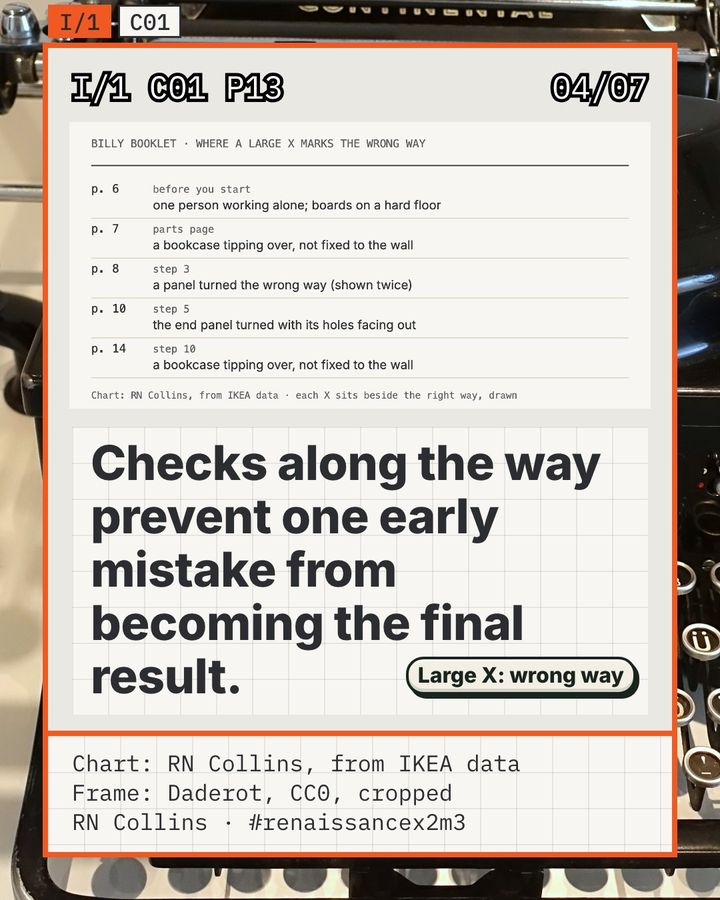 CONTINENTAL
I/1 C01
I/1 C01 P13 04/07
BILLY BOOKLET · WHERE A LARGE X MARKS THE WRONG WAY
p. 6 before you start
one person working alone; boards on a hard floor
p. 7 parts page
a bookcase tipping over, not fixed to the wall
p. 8 step 3
a panel turned the wrong way (shown twice)
p. 10 step 5
the end panel turned with its holes facing out
p. 14 step 10
a bookcase tipping over, not fixed to the wall
Chart: RN Collins, from IKEA data · each X sits beside the right way, drawn
Checks along the way
prevent one early
mistake from
becoming the final
result.
Large X: wrong way
Ü
Chart: RN Collins, from IKEA data
Frame: Daderot, CC0, cropped
RN Collins · #renaissancex2m3